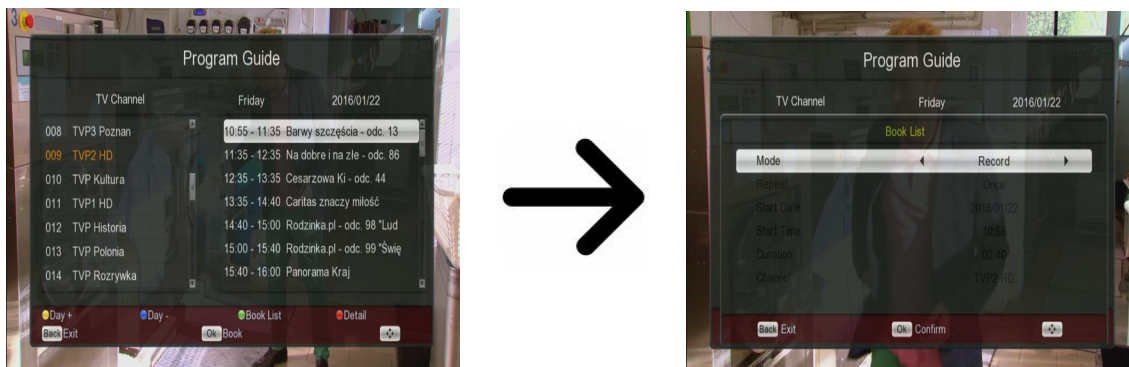 Program Guide
TV Channel Friday 2016/01/22
008 TVP3 Poznan
009 TVP2 HD
010 TVP Kultura
011 TVP1 HD
012 TVP Historia
013 TVP Polonia
014 TVP Rozrywka
10:55 - 11:35 Barwy szczęścia - odc. 13
11:35 - 12:35 Na dobre i na złe - odc. 86
12:35 - 13:35 Cesarzowa Ki - odc. 44
13:35 - 14:40 Caritas znaczy miłość
14:40 - 15:00 Rodzinka.pl - odc. 98 "Lud
15:00 - 15:40 Rodzinka.pl - odc. 99 "Świę
15:40 - 16:00 Panorama Kraj
Day + Day - Book List Detail
Back Exit Ok Book
Program Guide
TV Channel Friday 2016/01/22
Book List
Mode Record
Repeat Once
Start Date 2016/01/22
Start Time 10:55
Duration 00:40
Channel TVP2 HD
Back Exit Ok Confirm